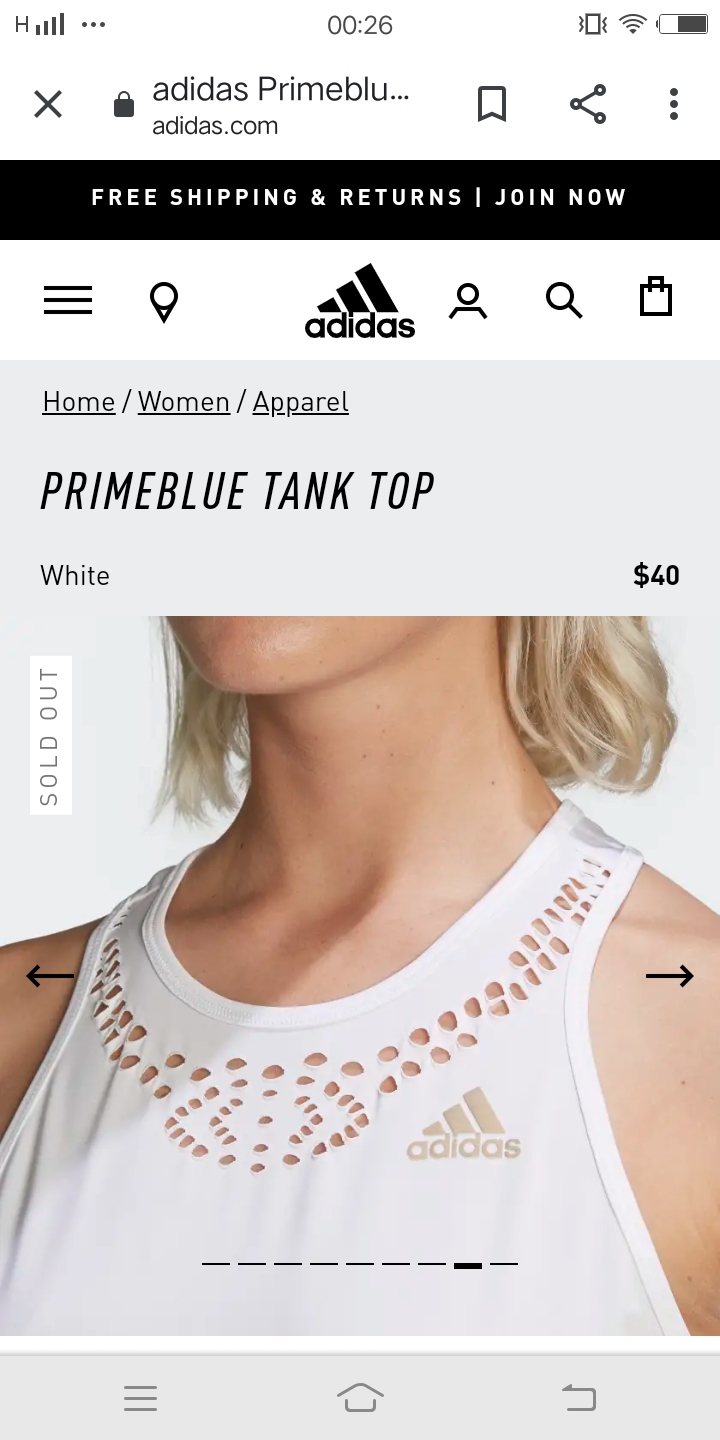 H 00:26
adidas Primeblu...
adidas.com
FREE SHIPPING & RETURNS | JOIN NOW
adidas
Home / Women / Apparel
PRIMEBLUE TANK TOP
White $40
SOLD OUT
adidas